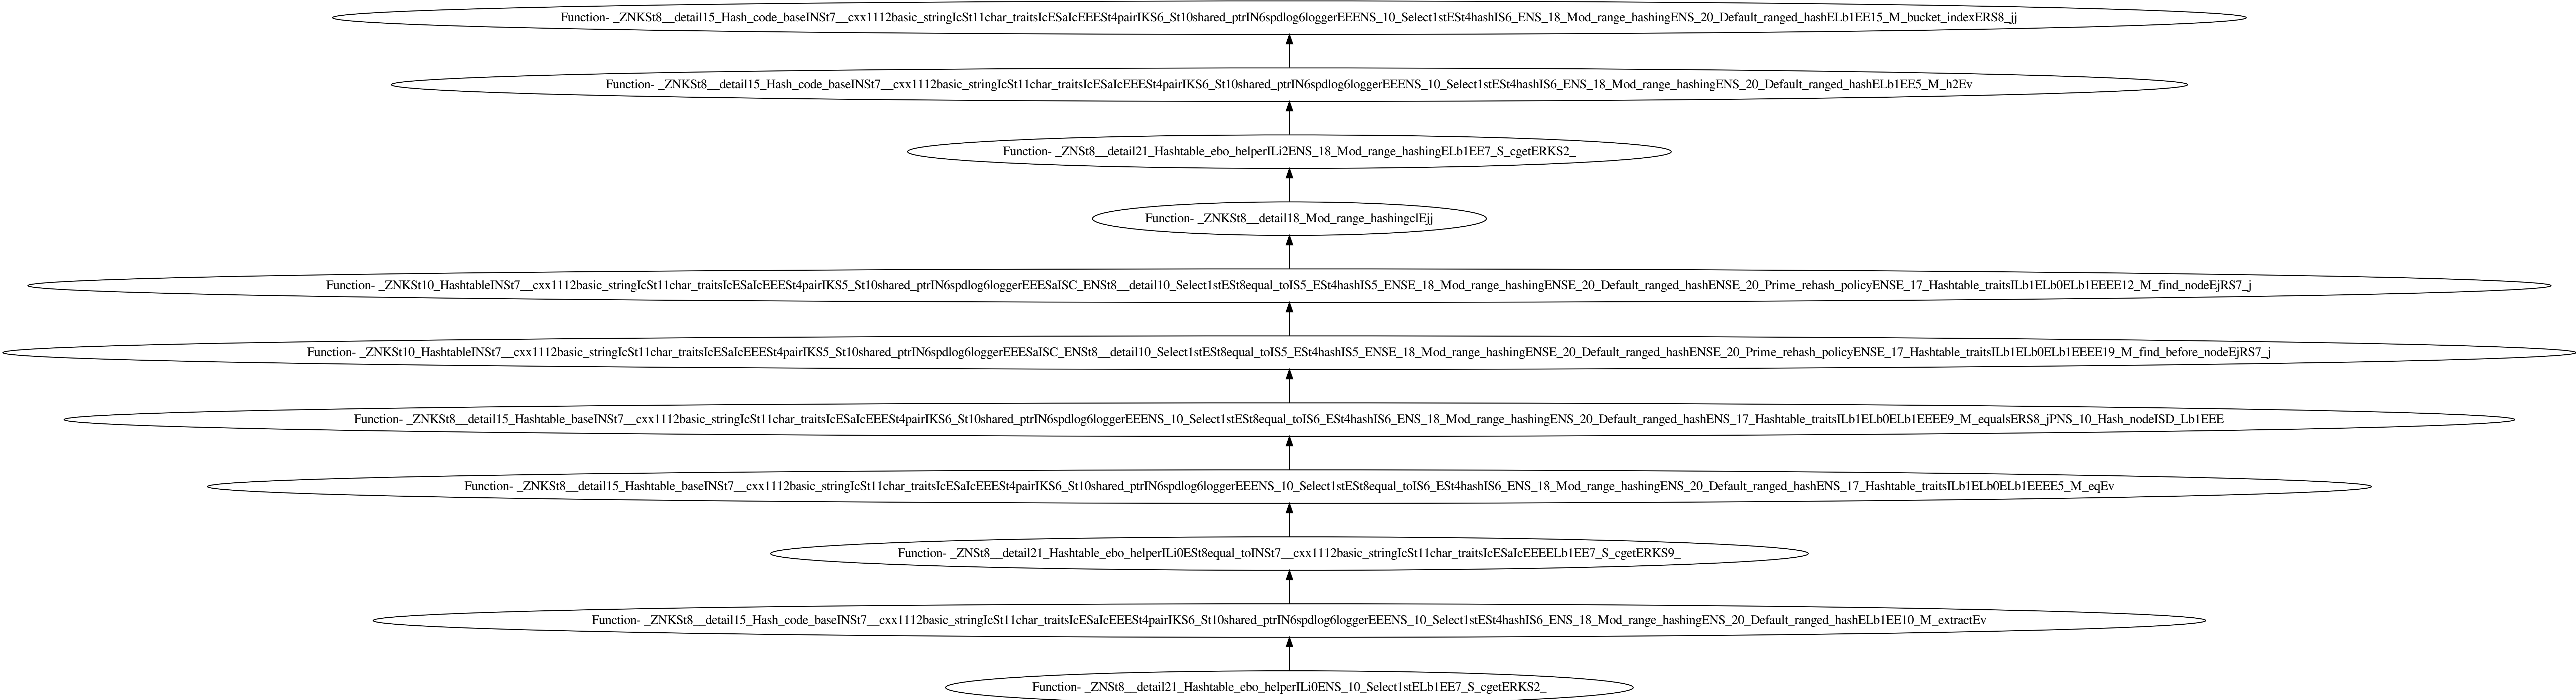 Function- _ZNKSt8__detail15_Hash_code_baseINSt7__cxx1112basic_stringIcSt11char_traitsIcESaIcEEESt4pairIKS6_St10shared_ptrIN6spdlog6loggerEEENS_10_Select1stESt4hashIS6_ENS_18_Mod_range_hashingENS_20_Default_ranged_hashELb1EE15_M_bucket_indexERS8_jj
Function- _ZNKSt8__detail15_Hash_code_baseINSt7__cxx1112basic_stringIcSt11char_traitsIcESaIcEEESt4pairIKS6_St10shared_ptrIN6spdlog6loggerEEENS_10_Select1stESt4hashIS6_ENS_18_Mod_range_hashingENS_20_Default_ranged_hashELb1EE5_M_h2Ev
Function- _ZNSt8__detail21_Hashtable_ebo_helperILi2ENS_18_Mod_range_hashingELb1EE7_S_cgetERKS2_
Function- _ZNKSt8__detail18_Mod_range_hashingclEjj
Function- _ZNKSt10_HashtableINSt7__cxx1112basic_stringIcSt11char_traitsIcESaIcEEESt4pairIKS5_St10shared_ptrIN6spdlog6loggerEEESaISC_ENSt8__detail10_Select1stESt8equal_toIS5_ESt4hashIS5_ENSE_18_Mod_range_hashingENSE_20_Default_ranged_hashENSE_20_Prime_rehash_policyENSE_17_Hashtable_traitsILb1ELb0ELb1EEEE12_M_find_nodeEjRS7_j
Function- _ZNKSt10_HashtableINSt7__cxx1112basic_stringIcSt11char_traitsIcESaIcEEESt4pairIKS5_St10shared_ptrIN6spdlog6loggerEEESaISC_ENSt8__detail10_Select1stESt8equal_toIS5_ESt4hashIS5_ENSE_18_Mod_range_hashingENSE_20_Default_ranged_hashENSE_20_Prime_rehash_policyENSE_17_Hashtable_traitsILb1ELb0ELb1EEEE19_M_find_before_nodeEjRS7_j
Function- _ZNKSt8__detail15_Hashtable_baseINSt7__cxx1112basic_stringIcSt11char_traitsIcESaIcEEESt4pairIKS6_St10shared_ptrIN6spdlog6loggerEEENS_10_Select1stESt8equal_toIS6_ESt4hashIS6_ENS_18_Mod_range_hashingENS_20_Default_ranged_hashENS_17_Hashtable_traitsILb1ELb0ELb1EEEE9_M_equalsERS8_jPNS_10_Hash_nodeISD_Lb1EEE
Function- _ZNKSt8__detail15_Hashtable_baseINSt7__cxx1112basic_stringIcSt11char_traitsIcESaIcEEESt4pairIKS6_St10shared_ptrIN6spdlog6loggerEEENS_10_Select1stESt8equal_toIS6_ESt4hashIS6_ENS_18_Mod_range_hashingENS_20_Default_ranged_hashENS_17_Hashtable_traitsILb1ELb0ELb1EEEE5_M_eqEv
Function- _ZNSt8__detail21_Hashtable_ebo_helperILi0ESt8equal_toINSt7__cxx1112basic_stringIcSt11char_traitsIcESaIcEEEELb1EE7_S_cgetERKS9_
Function- _ZNKSt8__detail15_Hash_code_baseINSt7__cxx1112basic_stringIcSt11char_traitsIcESaIcEEESt4pairIKS6_St10shared_ptrIN6spdlog6loggerEEENS_10_Select1stESt4hashIS6_ENS_18_Mod_range_hashingENS_20_Default_ranged_hashELb1EE10_M_extractEv
Function- _ZNSt8__detail21_Hashtable_ebo_helperILi0ENS_10_Select1stELb1EE7_S_cgetERKS2_